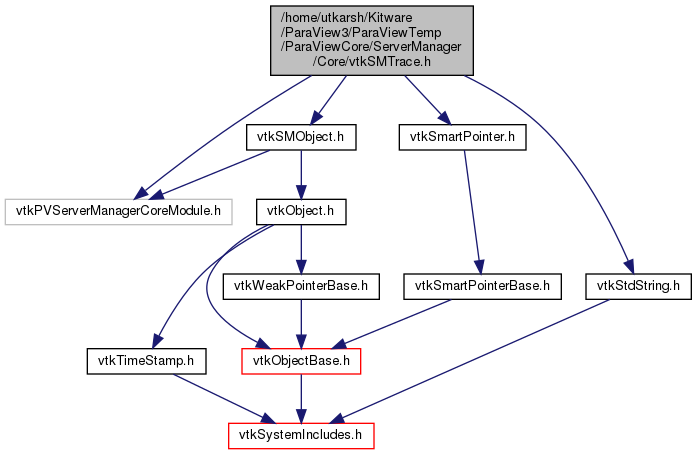 /home/utkarsh/Kitware
/ParaView3/ParaViewTemp
/ParaViewCore/ServerManager
/Core/vtkSMTrace.h
vtkSMObject.h
vtkSmartPointer.h
vtkPVServerManagerCoreModule.h
vtkObject.h
vtkWeakPointerBase.h
vtkSmartPointerBase.h
vtkStdString.h
vtkTimeStamp.h
vtkObjectBase.h
vtkSystemIncludes.h